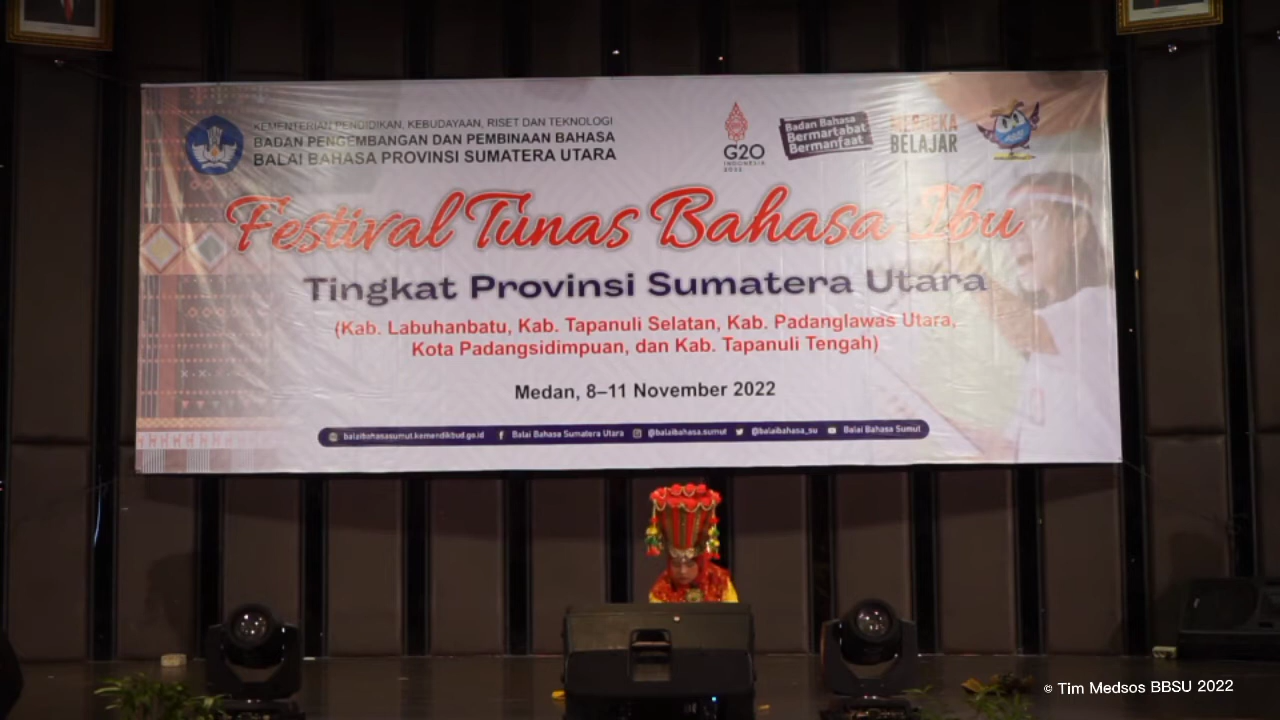 KEMENTERIAN PENDIDIKAN, KEBUDAYAAN, RISET DAN TEKNOLOGI
BADAN PENGEMBANGAN DAN PEMBINAAN BAHASA
BALAI BAHASA PROVINSI SUMATERA UTARA
G20
INDONESIA
2022
Badan Bahasa
Bermartabat
Bermanfaat
MERDEKA
BELAJAR
Festival Tunas Bahasa Ibu
Tingkat Provinsi Sumatera Utara
(Kab. Labuhanbatu, Kab. Tapanuli Selatan, Kab. Padanglawas Utara,
Kota Padangsidimpuan, dan Kab. Tapanuli Tengah)
Medan, 8–11 November 2022
balaibahasasumut.kemendikbud.go.id Balai Bahasa Sumatera Utara @balaibahasa.sumut @balaibahasa_su Balai Bahasa Sumut
© Tim Medsos BBSU 2022